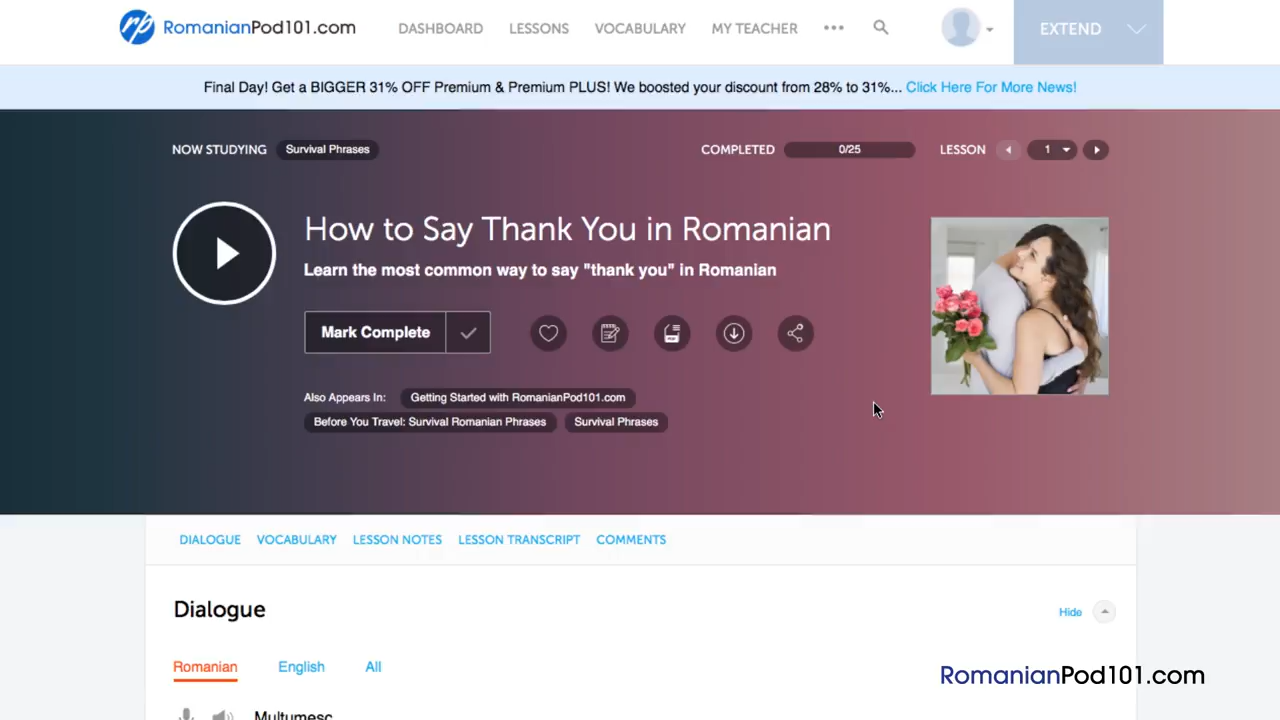 RomanianPod101.com
DASHBOARD LESSONS VOCABULARY MY TEACHER ••• EXTEND
Final Day! Get a BIGGER 31% OFF Premium & Premium PLUS! We boosted your discount from 28% to 31%... Click Here For More News!
NOW STUDYING Survival Phrases COMPLETED 0/25 LESSON 1
How to Say Thank You in Romanian
Learn the most common way to say "thank you" in Romanian
Mark Complete
Also Appears In: Getting Started with RomanianPod101.com
Before You Travel: Survival Romanian Phrases Survival Phrases
DIALOGUE VOCABULARY LESSON NOTES LESSON TRANSCRIPT COMMENTS
Dialogue Hide
Romanian English All
RomanianPod101.com